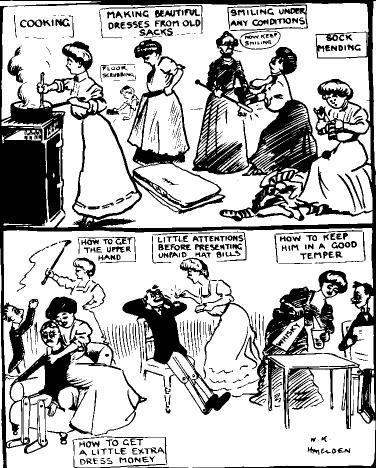 COOKING
MAKING BEAUTIFUL
DRESSES FROM OLD
SACKS
SMILING UNDER
ANY CONDITIONS
NOW KEEP
SMILING
SOCK
MENDING
FLOOR
SCRUBBING
HOW TO GET
THE UPPER
HAND
LITTLE ATTENTIONS
BEFORE PRESENTING
UNPAID HAT BILLS
HOW TO KEEP
HIM IN A GOOD
TEMPER
WHISKY
HOW TO GET
A LITTLE EXTRA
DRESS MONEY
W.K.
HASELDEN